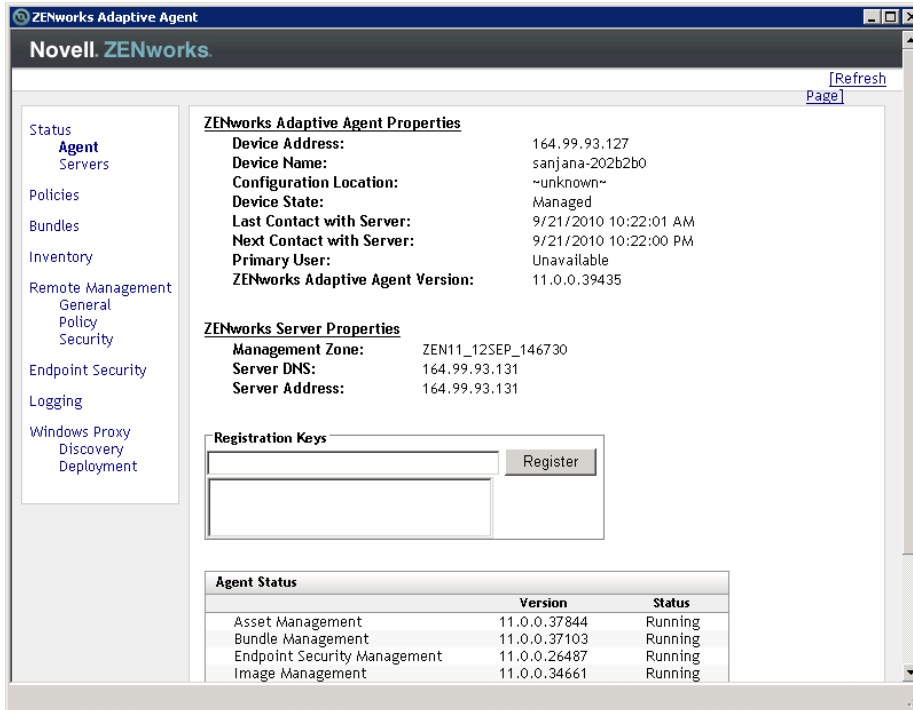 ZENworks Adaptive Agent
Novell. ZENworks.
[Refresh
Page]
Status
Agent
Servers
Policies
Bundles
Inventory
Remote Management
General
Policy
Security
Endpoint Security
Logging
Windows Proxy
Discovery
Deployment
ZENworks Adaptive Agent Properties
Device Address: 164.99.93.127
Device Name: sanjana-202b2b0
Configuration Location: ~unknown~
Device State: Managed
Last Contact with Server: 9/21/2010 10:22:01 AM
Next Contact with Server: 9/21/2010 10:22:00 PM
Primary User: Unavailable
ZENworks Adaptive Agent Version: 11.0.0.39435
ZENworks Server Properties
Management Zone: ZEN11_12SEP_146730
Server DNS: 164.99.93.131
Server Address: 164.99.93.131
Registration Keys
Register
Agent Status
Version Status
Asset Management 11.0.0.37844 Running
Bundle Management 11.0.0.37103 Running
Endpoint Security Management 11.0.0.26487 Running
Image Management 11.0.0.34661 Running